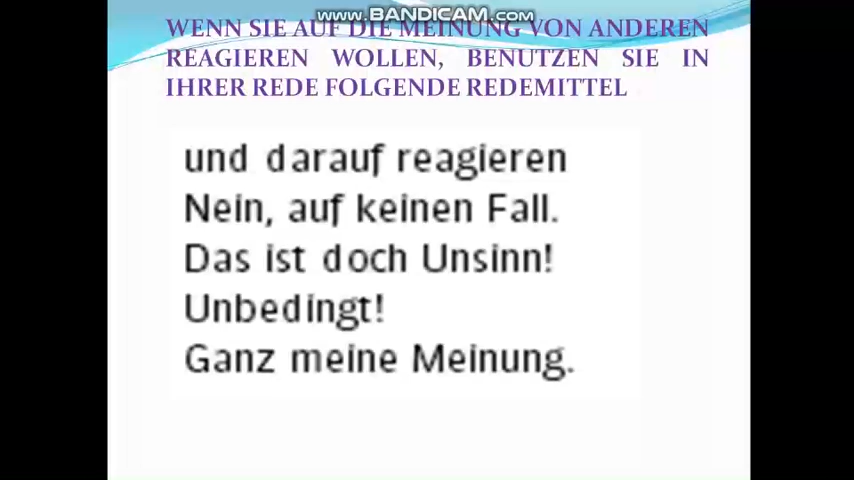 www.BANDICAM.com
WENN SIE AUF DIE MEINUNG VON ANDEREN
REAGIEREN WOLLEN, BENUTZEN SIE IN
IHRER REDE FOLGENDE REDEMITTEL
und darauf reagieren
Nein, auf keinen Fall.
Das ist doch Unsinn!
Unbedingt!
Ganz meine Meinung.